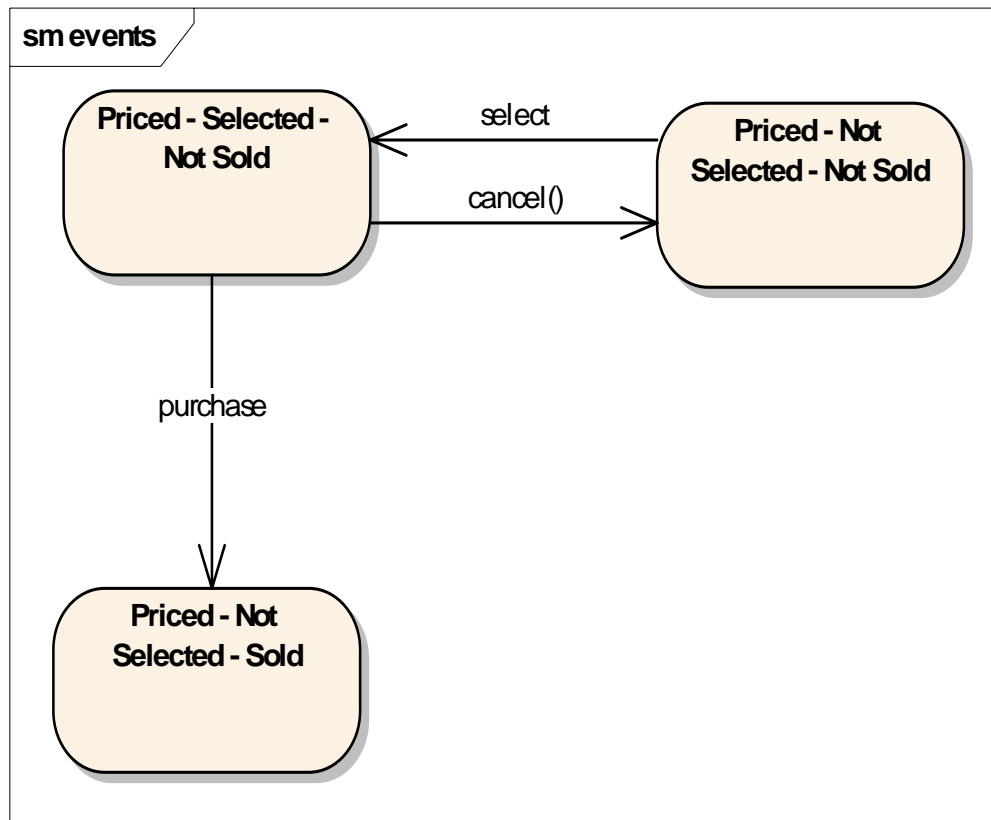 sm events
Priced - Selected -
Not Sold
select
Priced - Not
Selected - Not Sold
cancel()
purchase
Priced - Not
Selected - Sold